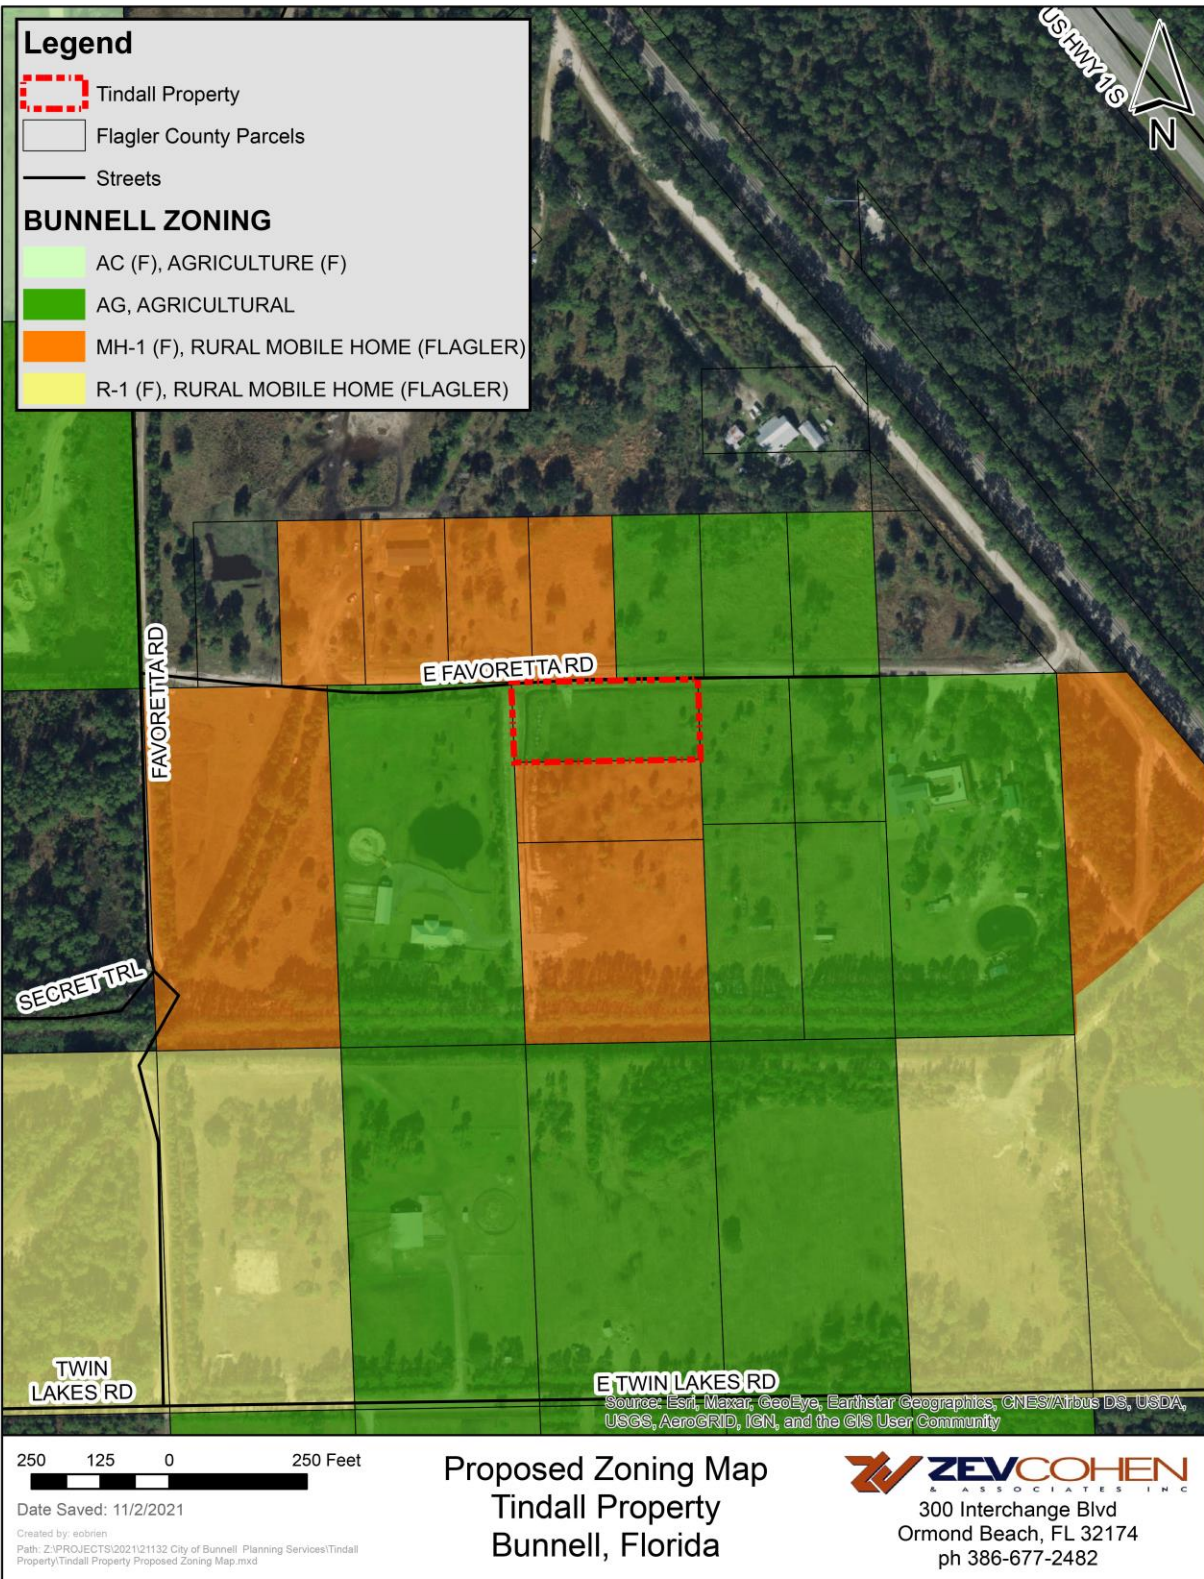 Legend
Tindall Property
Flagler County Parcels
Streets
BUNNELL ZONING
AC (F), AGRICULTURE (F)
AG, AGRICULTURAL
MH-1 (F), RURAL MOBILE HOME (FLAGLER)
R-1 (F), RURAL MOBILE HOME (FLAGLER)
US HWY 1 S
N
E FAVORETTA RD
FAVORETTA RD
SECRET TRL
TWIN
LAKES RD
E TWIN LAKES RD
Source: Esri, Maxar, GeoEye, Earthstar Geographics, CNES/Airbus DS, USDA,
USGS, AeroGRID, IGN, and the GIS User Community
250 125 0 250 Feet
Date Saved: 11/2/2021
Created by: eobrien
Path: Z:\PROJECTS\2021\21132 City of Bunnell Planning Services\Tindall
Property\Tindall Property Proposed Zoning Map.mxd
Proposed Zoning Map
Tindall Property
Bunnell, Florida
ZEVCOHEN
& ASSOCIATES INC
300 Interchange Blvd
Ormond Beach, FL 32174
ph 386-677-2482